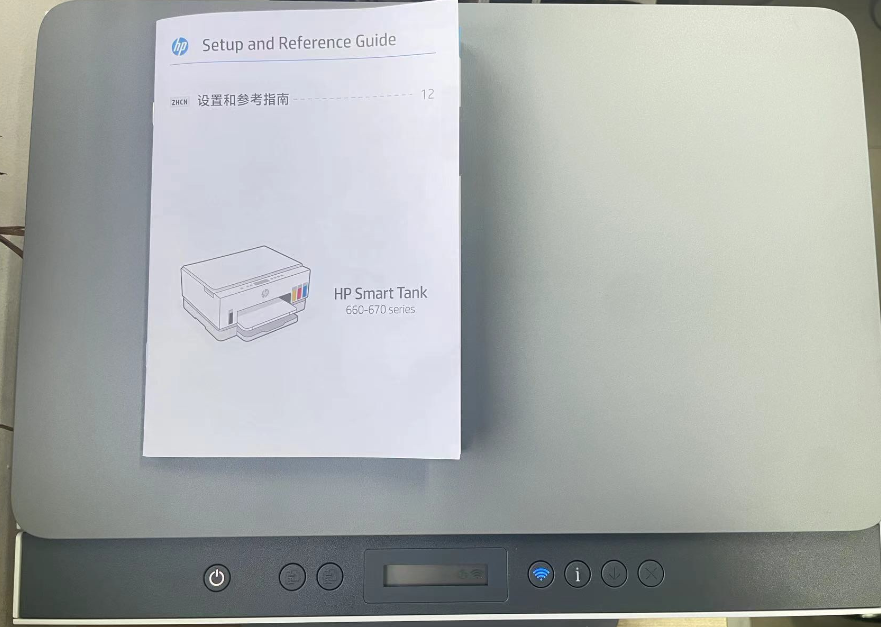 hp Setup and Reference Guide
ZHCN 设置和参考指南 12
HP Smart Tank
660-670 series
i